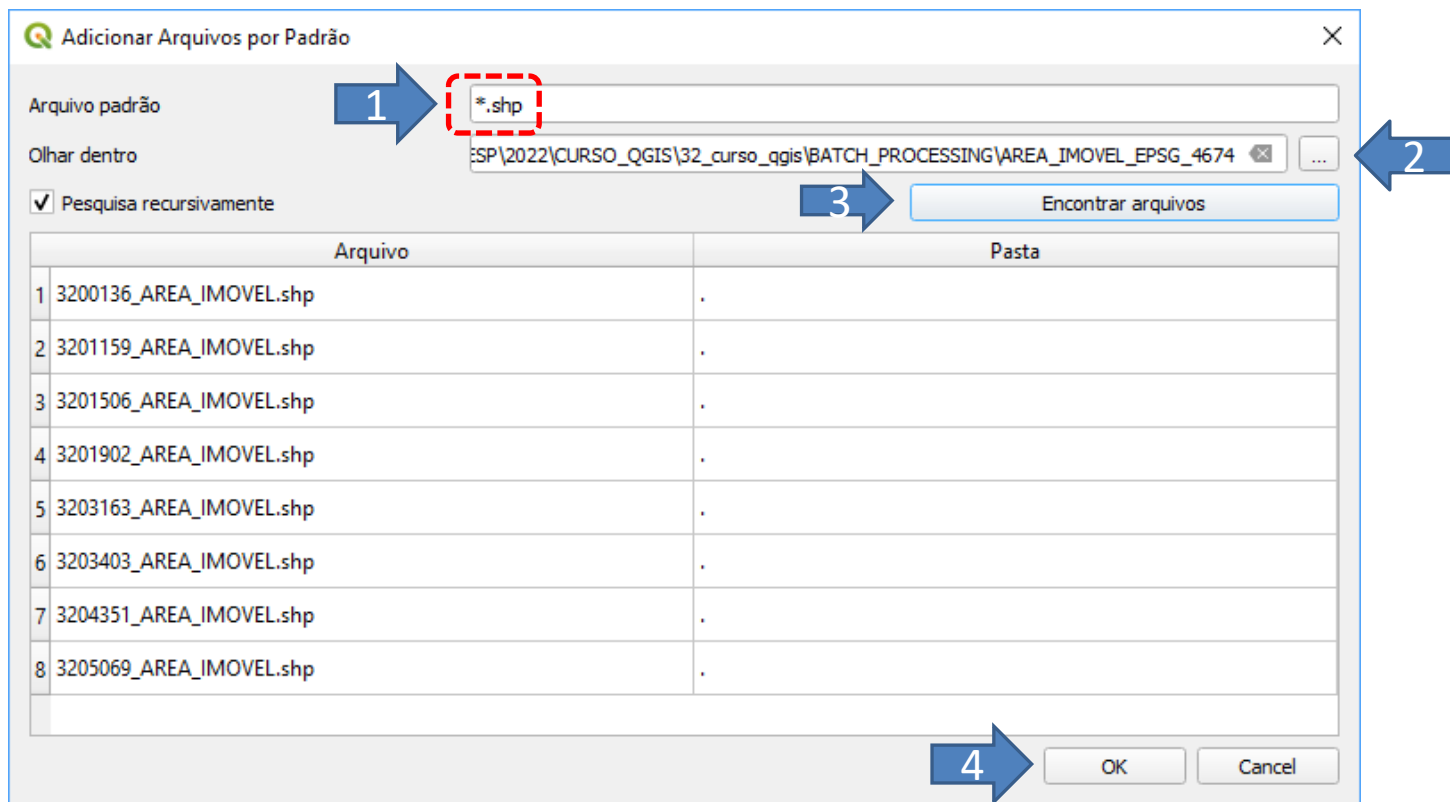 Adicionar Arquivos por Padrão
Arquivo padrão 1 *.shp
Olhar dentro ESP\2022\CURSO_QGIS\32_curso_qgis\BATCH_PROCESSING\AREA_IMOVEL_EPSG_4674 ... 2
Pesquisa recursivamente 3 Encontrar arquivos
Arquivo Pasta
1 3200136_AREA_IMOVEL.shp .
2 3201159_AREA_IMOVEL.shp .
3 3201506_AREA_IMOVEL.shp .
4 3201902_AREA_IMOVEL.shp .
5 3203163_AREA_IMOVEL.shp .
6 3203403_AREA_IMOVEL.shp .
7 3204351_AREA_IMOVEL.shp .
8 3205069_AREA_IMOVEL.shp .
4 OK Cancel